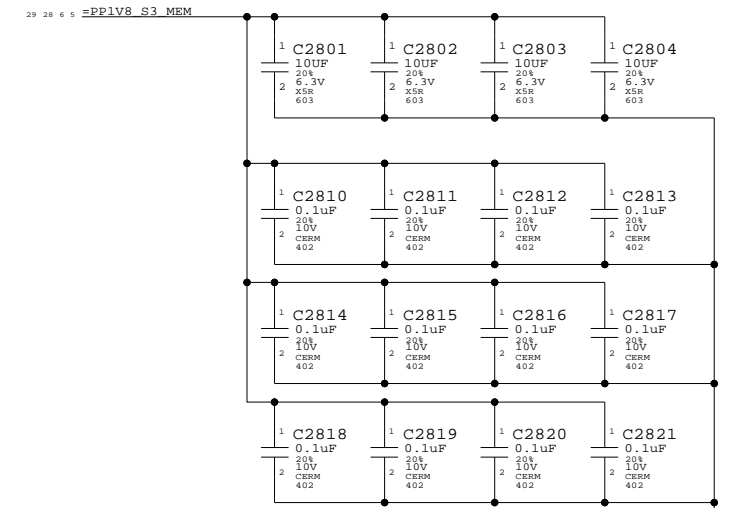 29 28 6 5 =PP1V8_S3_MEM
1 C2801 1 C2802 1 C2803 1 C2804
10UF 10UF 10UF 10UF
20% 20% 20% 20%
2 6.3V 2 6.3V 2 6.3V 2 6.3V
X5R X5R X5R X5R
603 603 603 603
1 C2810 1 C2811 1 C2812 1 C2813
0.1uF 0.1uF 0.1uF 0.1uF
20% 20% 20% 20%
2 10V 2 10V 2 10V 2 10V
CERM CERM CERM CERM
402 402 402 402
1 C2814 1 C2815 1 C2816 1 C2817
0.1uF 0.1uF 0.1uF 0.1uF
20% 20% 20% 20%
2 10V 2 10V 2 10V 2 10V
CERM CERM CERM CERM
402 402 402 402
1 C2818 1 C2819 1 C2820 1 C2821
0.1uF 0.1uF 0.1uF 0.1uF
20% 20% 20% 20%
2 10V 2 10V 2 10V 2 10V
CERM CERM CERM CERM
402 402 402 402